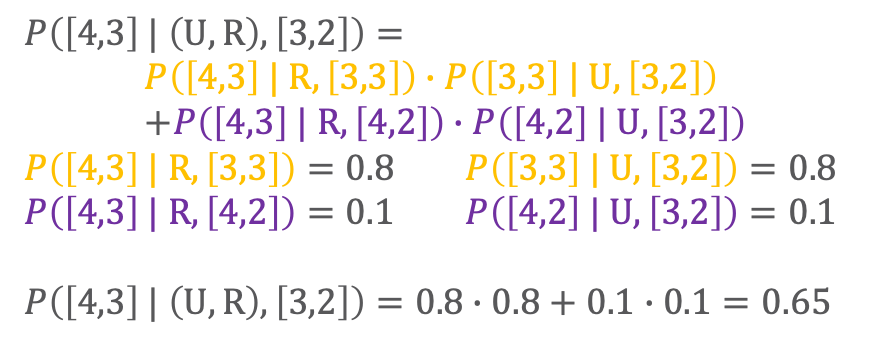 P([4,3] | (U, R), [3,2]) =
P([4,3] | R, [3,3]) · P([3,3] | U, [3,2])
+P([4,3] | R, [4,2]) · P([4,2] | U, [3,2])
P([4,3] | R, [3,3]) = 0.8 P([3,3] | U, [3,2]) = 0.8
P([4,3] | R, [4,2]) = 0.1 P([4,2] | U, [3,2]) = 0.1
P([4,3] | (U, R), [3,2]) = 0.8 · 0.8 + 0.1 · 0.1 = 0.65